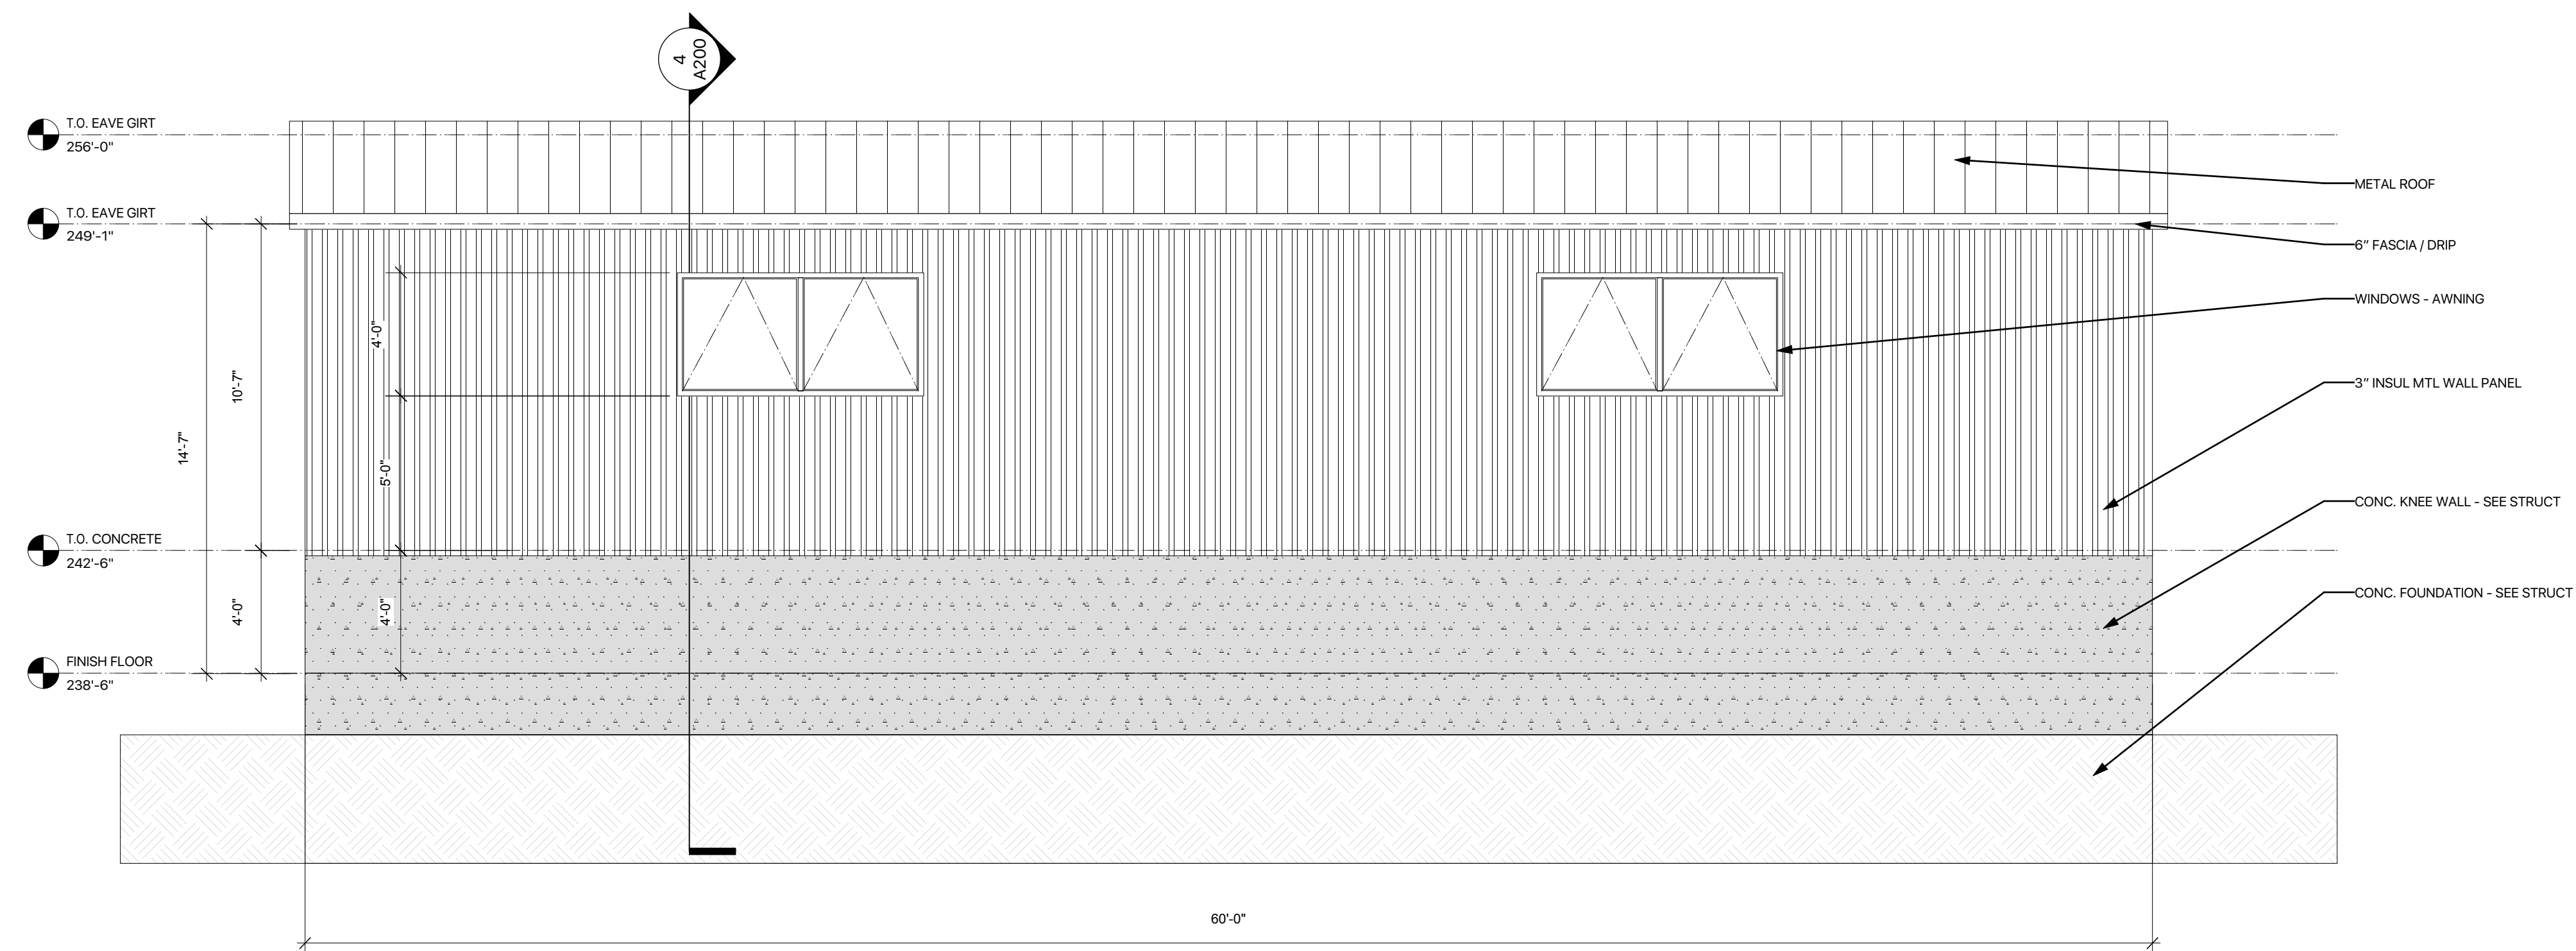 4
A200
T.O. EAVE GIRT
256'-0"
METAL ROOF
T.O. EAVE GIRT
249'-1"
6” FASCIA / DRIP
WINDOWS - AWNING
4'-0"
10'-7"
3” INSUL MTL WALL PANEL
14'-7"
5'-0"
CONC. KNEE WALL - SEE STRUCT
T.O. CONCRETE
242'-6"
CONC. FOUNDATION - SEE STRUCT
4'-0"
4'-0"
FINISH FLOOR
238'-6"
60'-0"